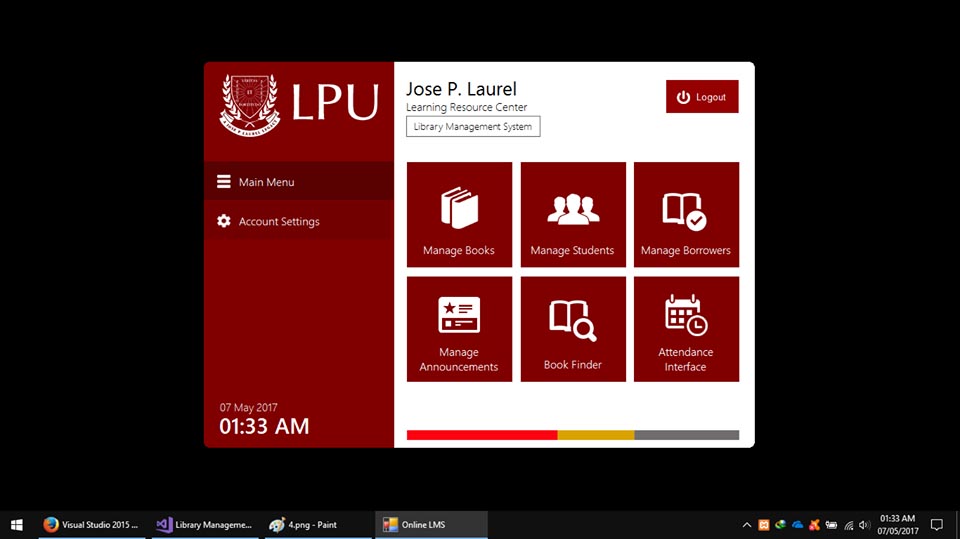 LPU
Jose P. Laurel
Learning Resource Center
Library Management System
Logout
Main Menu
Account Settings
Manage Books
Manage Students
Manage Borrowers
Manage
Announcements
Book Finder
Attendance
Interface
07 May 2017
01:33 AM
Visual Studio 2015 ...
Library Manageme...
4.png - Paint
Online LMS
01:33 AM
07/05/2017